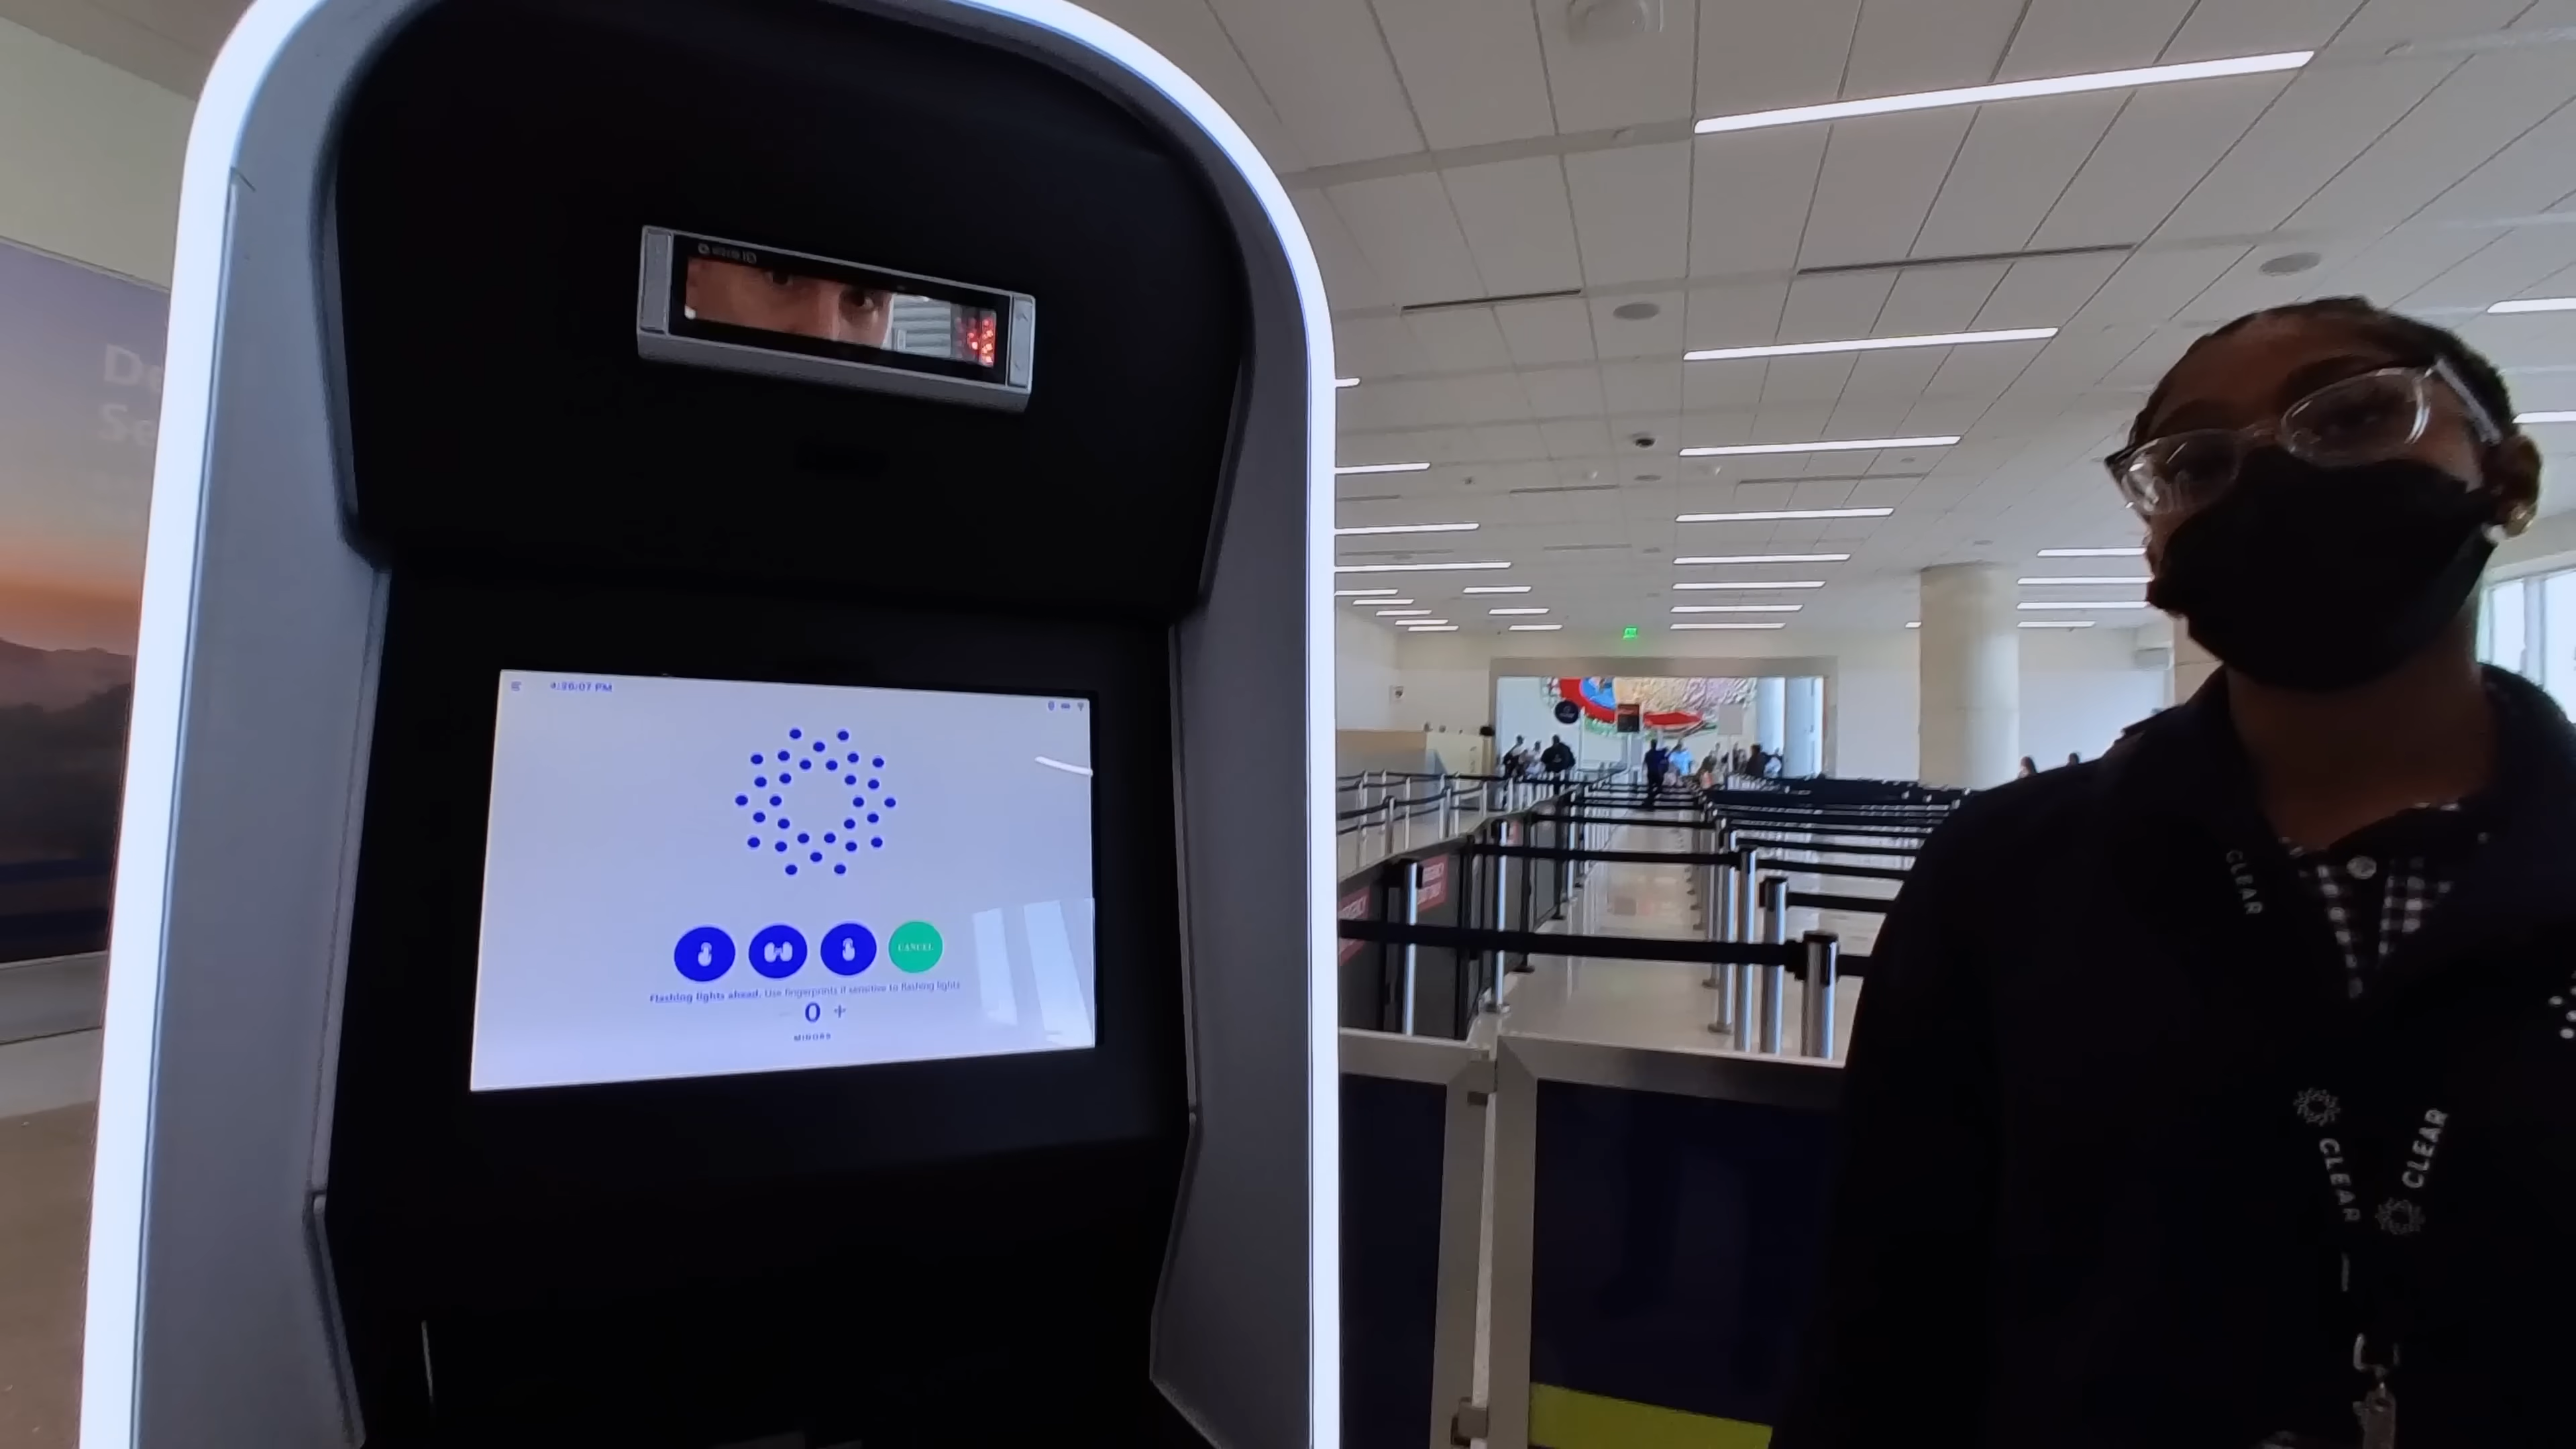 4:36:07 PM
CANCEL
Flashing lights ahead. Use fingerprints if sensitive to flashing lights.
0 +
MINORS
CLEAR
CLEAR
CLEAR